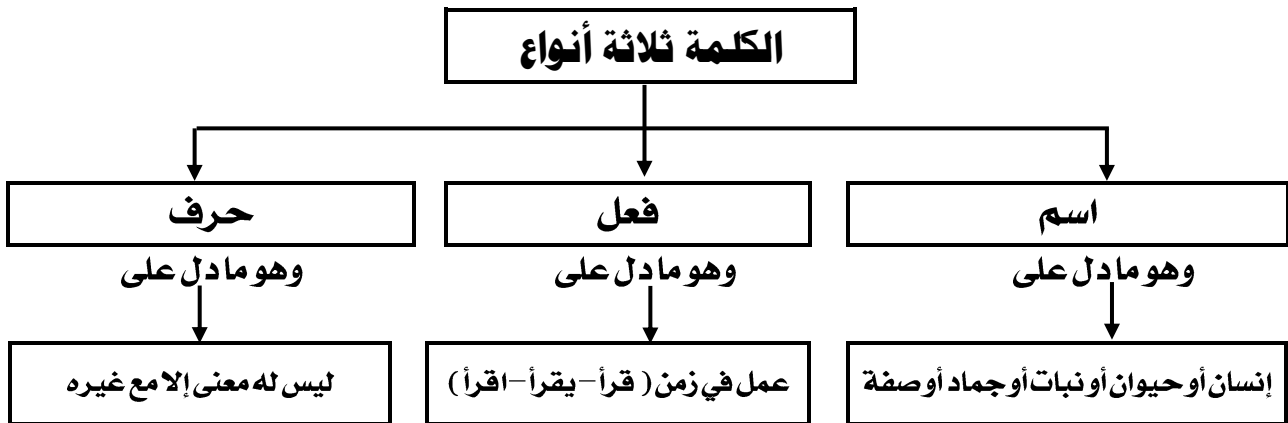 الكلمة ثلاثة أنواع
اسم
فعل
حرف
وهو ما دل على
وهو ما دل على
وهو ما دل على
إنسان أو حيوان أو نبات أو جماد أو صفة
عمل في زمن ( قرأ – يقرأ – اقرأ )
ليس له معنى إلا مع غيره